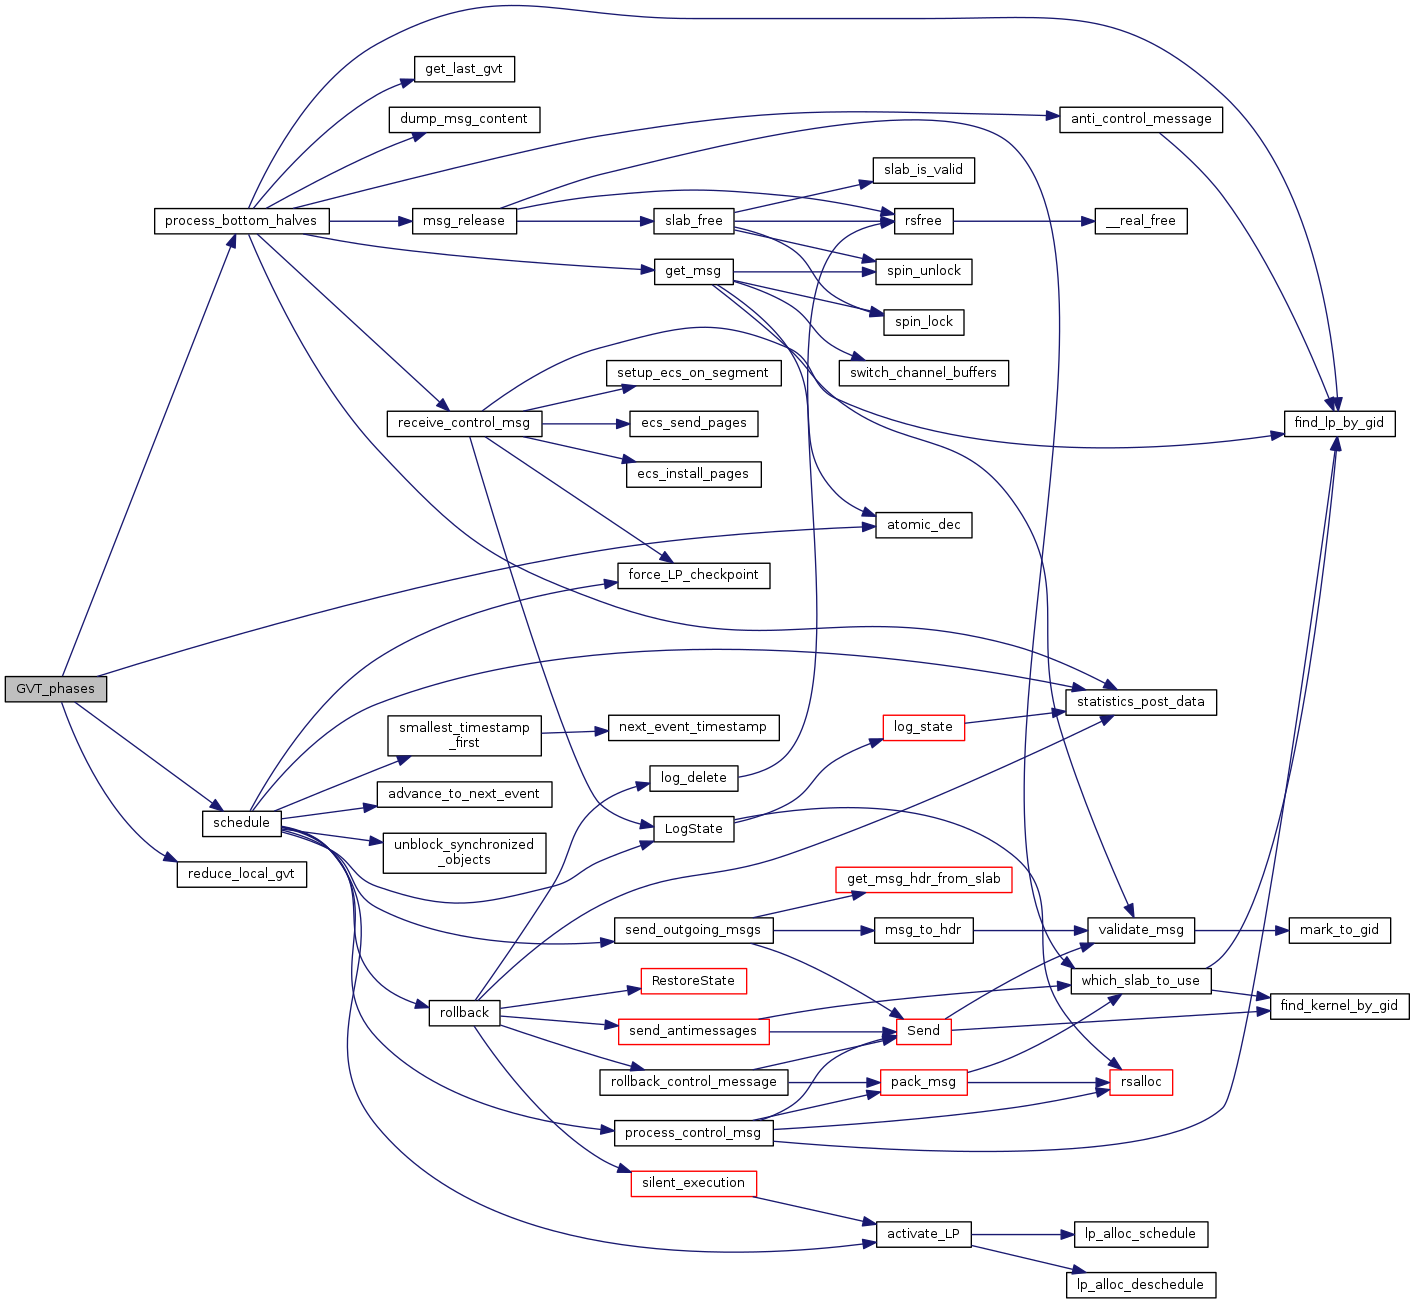 get_last_gvt
dump_msg_content
anti_control_message
slab_is_valid
process_bottom_halves
msg_release
slab_free
rsfree
__real_free
get_msg
spin_unlock
spin_lock
setup_ecs_on_segment
switch_channel_buffers
receive_control_msg
ecs_send_pages
find_lp_by_gid
ecs_install_pages
atomic_dec
force_LP_checkpoint
GVT_phases
statistics_post_data
smallest_timestamp
_first
next_event_timestamp
log_state
log_delete
advance_to_next_event
schedule
LogState
unblock_synchronized
_objects
reduce_local_gvt
get_msg_hdr_from_slab
send_outgoing_msgs
msg_to_hdr
validate_msg
mark_to_gid
RestoreState
which_slab_to_use
find_kernel_by_gid
rollback
send_antimessages
Send
rollback_control_message
pack_msg
rsalloc
process_control_msg
silent_execution
activate_LP
lp_alloc_schedule
lp_alloc_deschedule